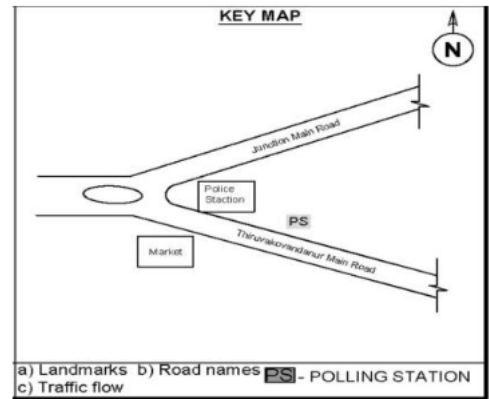 KEY MAP
N
Junction Main Road
Police
Staction
PS
Thiruvakovandanur Main Road
Market
a) Landmarks b) Road names PS - POLLING STATION
c) Traffic flow